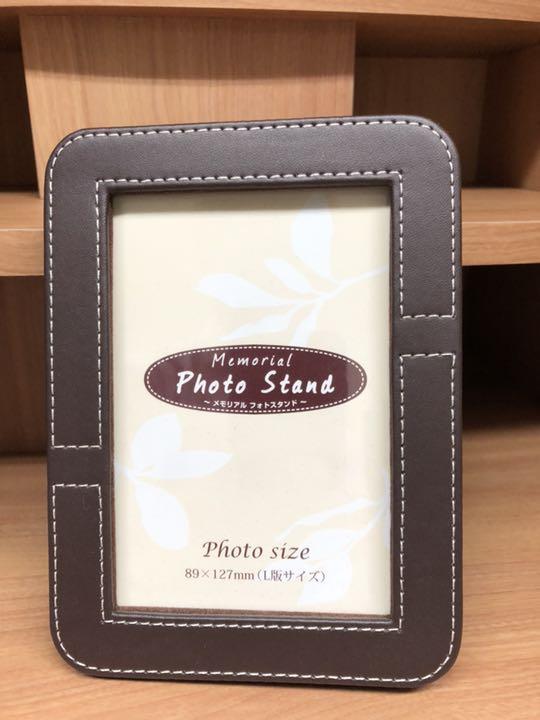 Memorial
Photo Stand
～メモリアル フォトスタンド～
Photo size
89×127mm（L版サイズ）